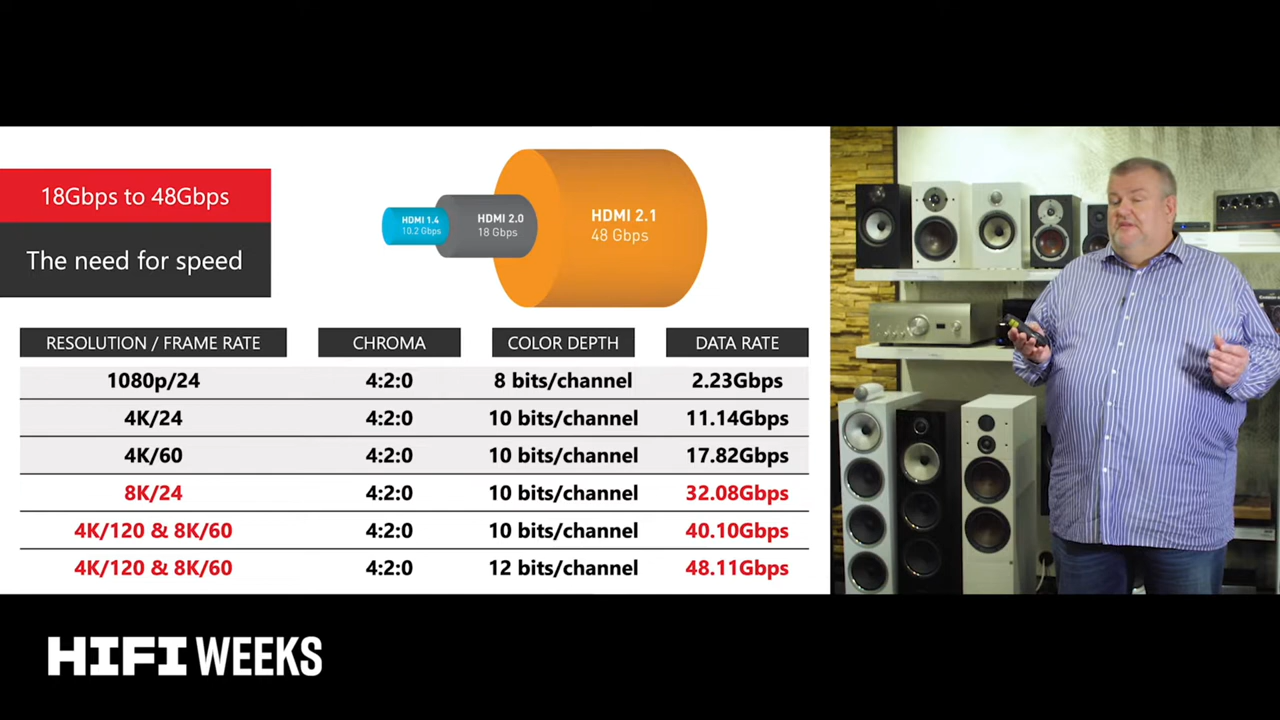 18Gbps to 48Gbps
The need for speed
HDMI 1.4
10.2 Gbps
HDMI 2.0
18 Gbps
HDMI 2.1
48 Gbps
RESOLUTION / FRAME RATE CHROMA COLOR DEPTH DATA RATE
1080p/24 4:2:0 8 bits/channel 2.23Gbps
4K/24 4:2:0 10 bits/channel 11.14Gbps
4K/60 4:2:0 10 bits/channel 17.82Gbps
8K/24 4:2:0 10 bits/channel 32.08Gbps
4K/120 & 8K/60 4:2:0 10 bits/channel 40.10Gbps
4K/120 & 8K/60 4:2:0 12 bits/channel 48.11Gbps
HIFI WEEKS